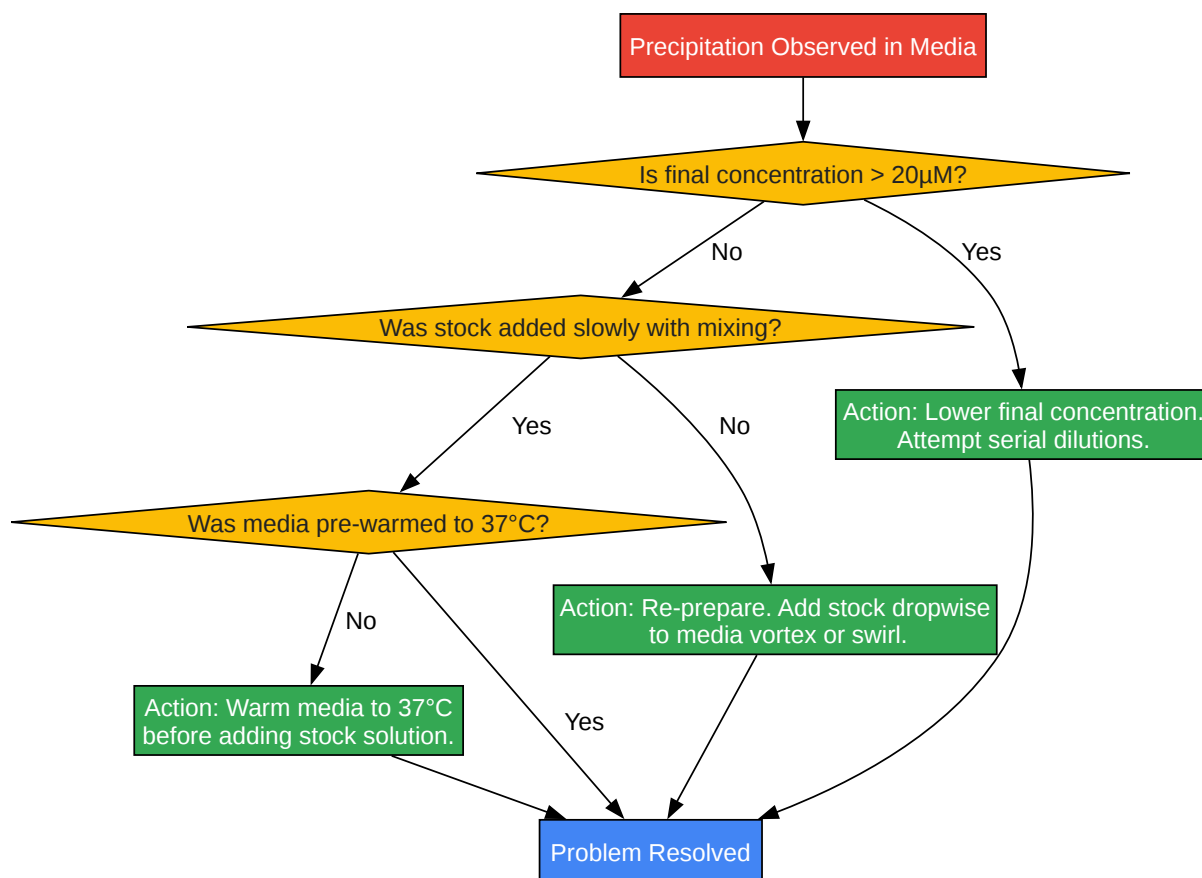 Precipitation Observed in Media
Is final concentration > 20µM?
No
Yes
Was stock added slowly with mixing?
Yes
No
Action: Lower final concentration.
Attempt serial dilutions.
Was media pre-warmed to 37°C?
No
Yes
Action: Re-prepare. Add stock dropwise
to media vortex or swirl.
Action: Warm media to 37°C
before adding stock solution.
Problem Resolved